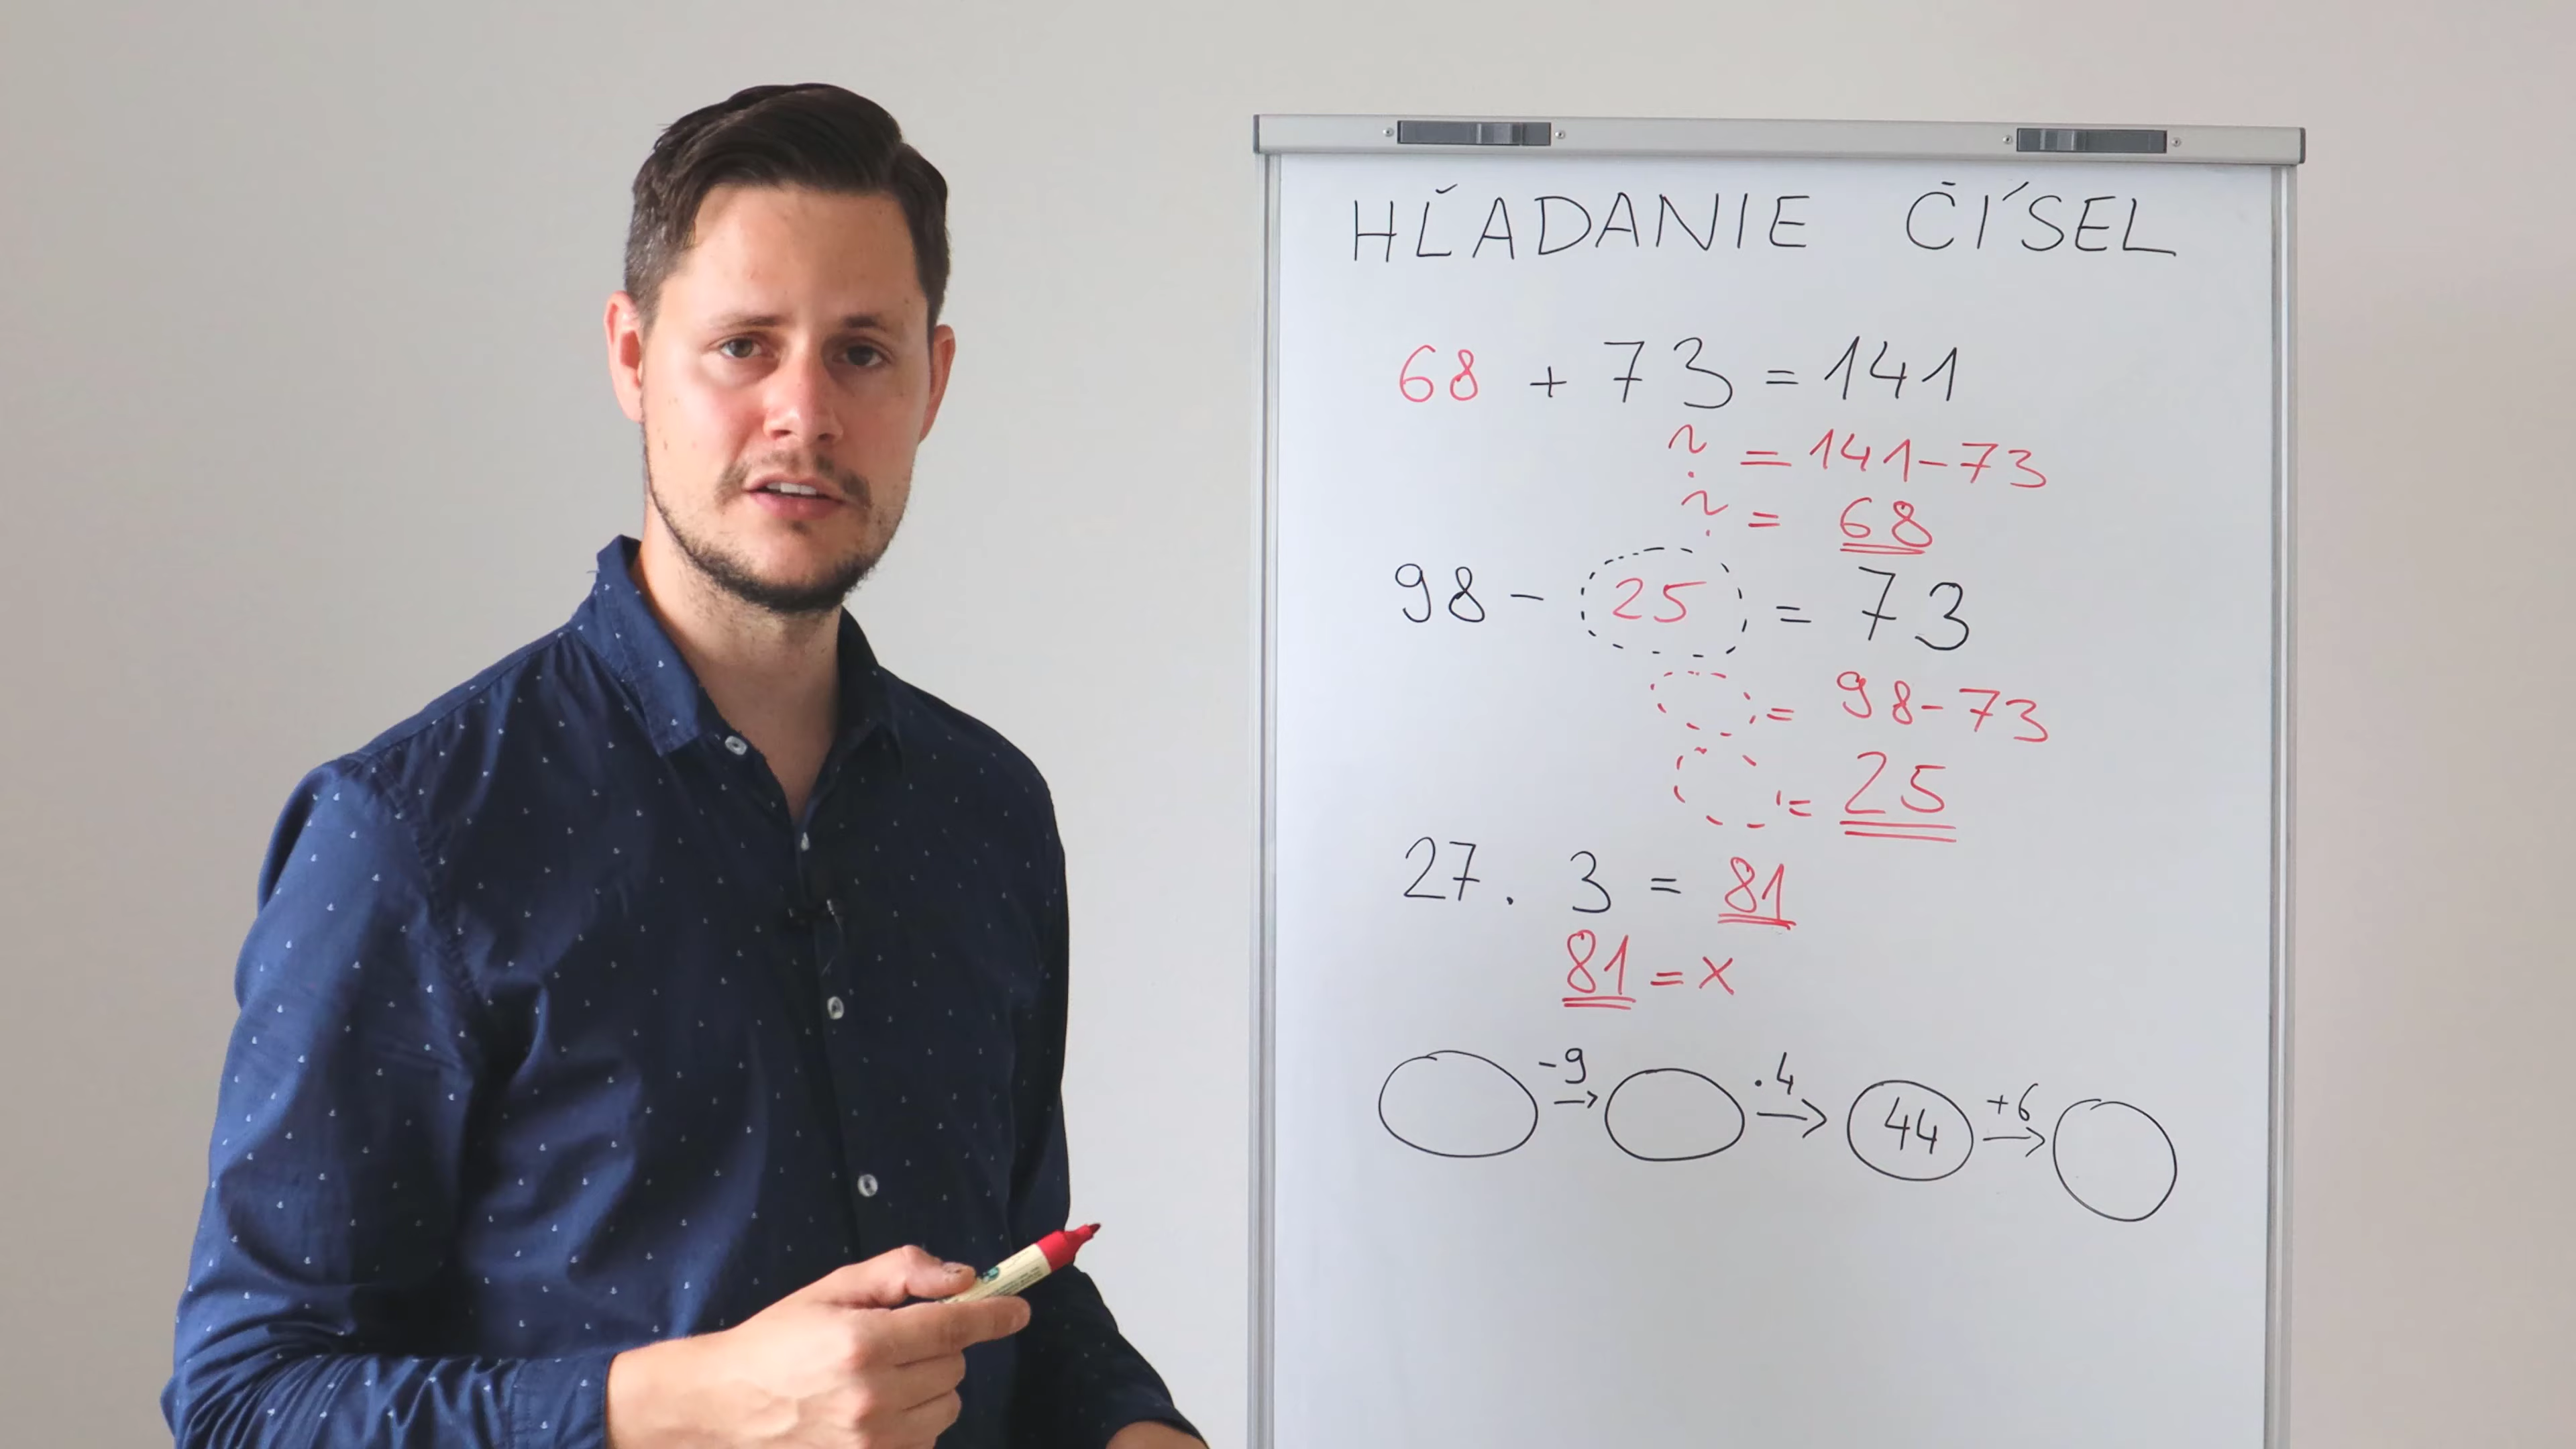 HĽADANIE ČÍSEL
68 + 73 = 141
? = 141-73
? = 68
98 - 25 = 73
= 98-73
= 25
27 . 3 = 81
81 = x
-9 .4 44 +6